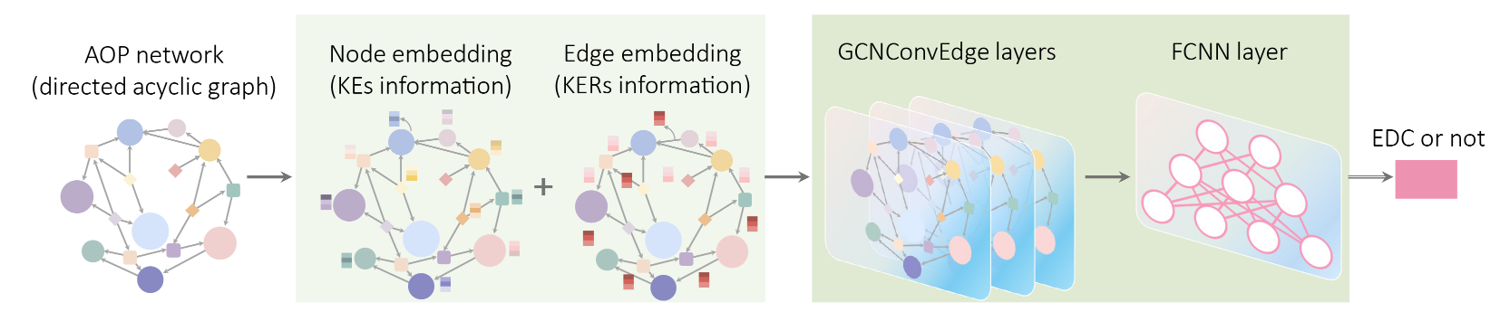 AOP network
(directed acyclic graph)
Node embedding
(KEs information)
Edge embedding
(KERs information)
+
GCNConvEdge layers
FCNN layer
EDC or not